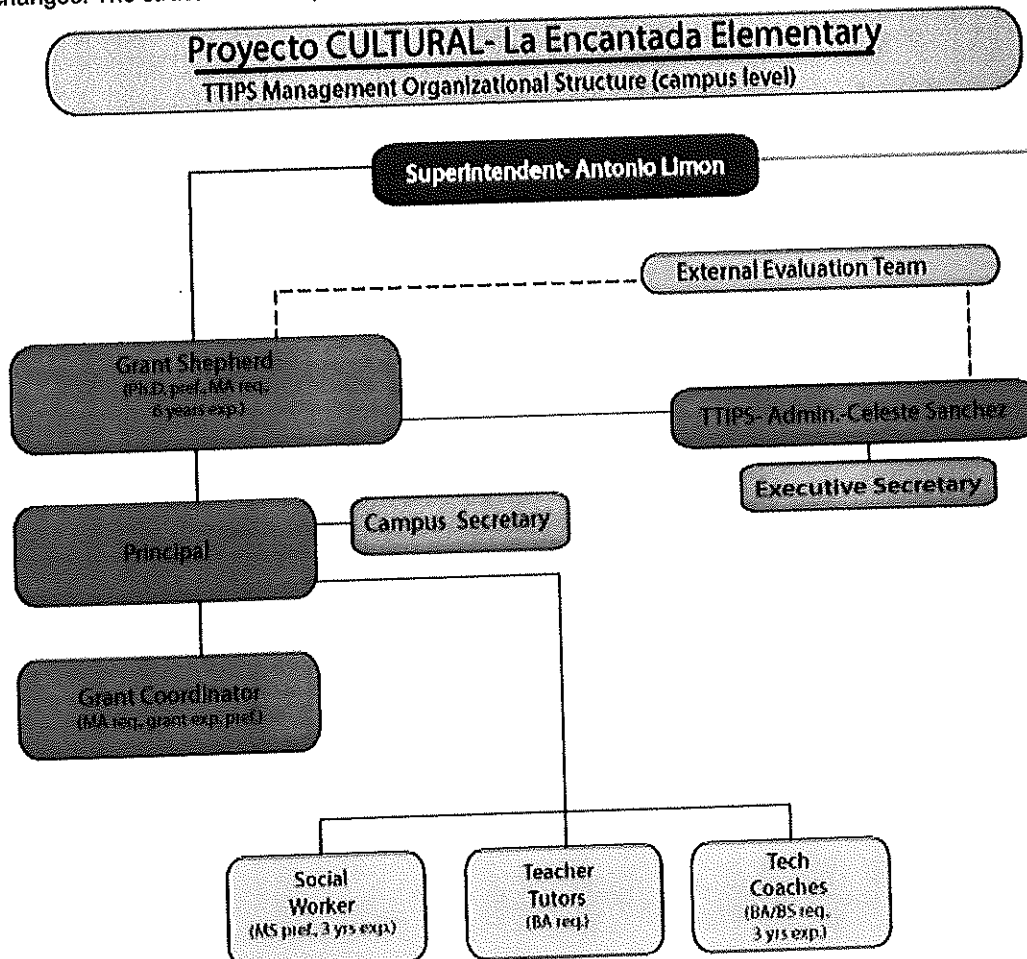 Proyecto CULTURAL- La Encantada Elementary
TTIPS Management Organizational Structure (campus level)
Superintendent- Antonio Limon
External Evaluation Team
Grant Shepherd
(Ph.D. pref., MA req.,
6 years exp.)
TTIPS- Admin.-Celeste Sanchez
Executive Secretary
Campus Secretary
Principal
Grant Coordinator
(MA req., grant exp. pref.)
Social
Worker
(MS pref., 3 yrs exp.)
Teacher
Tutors
(BA req.)
Tech
Coaches
(BA/BS req.,
3 yrs exp.)